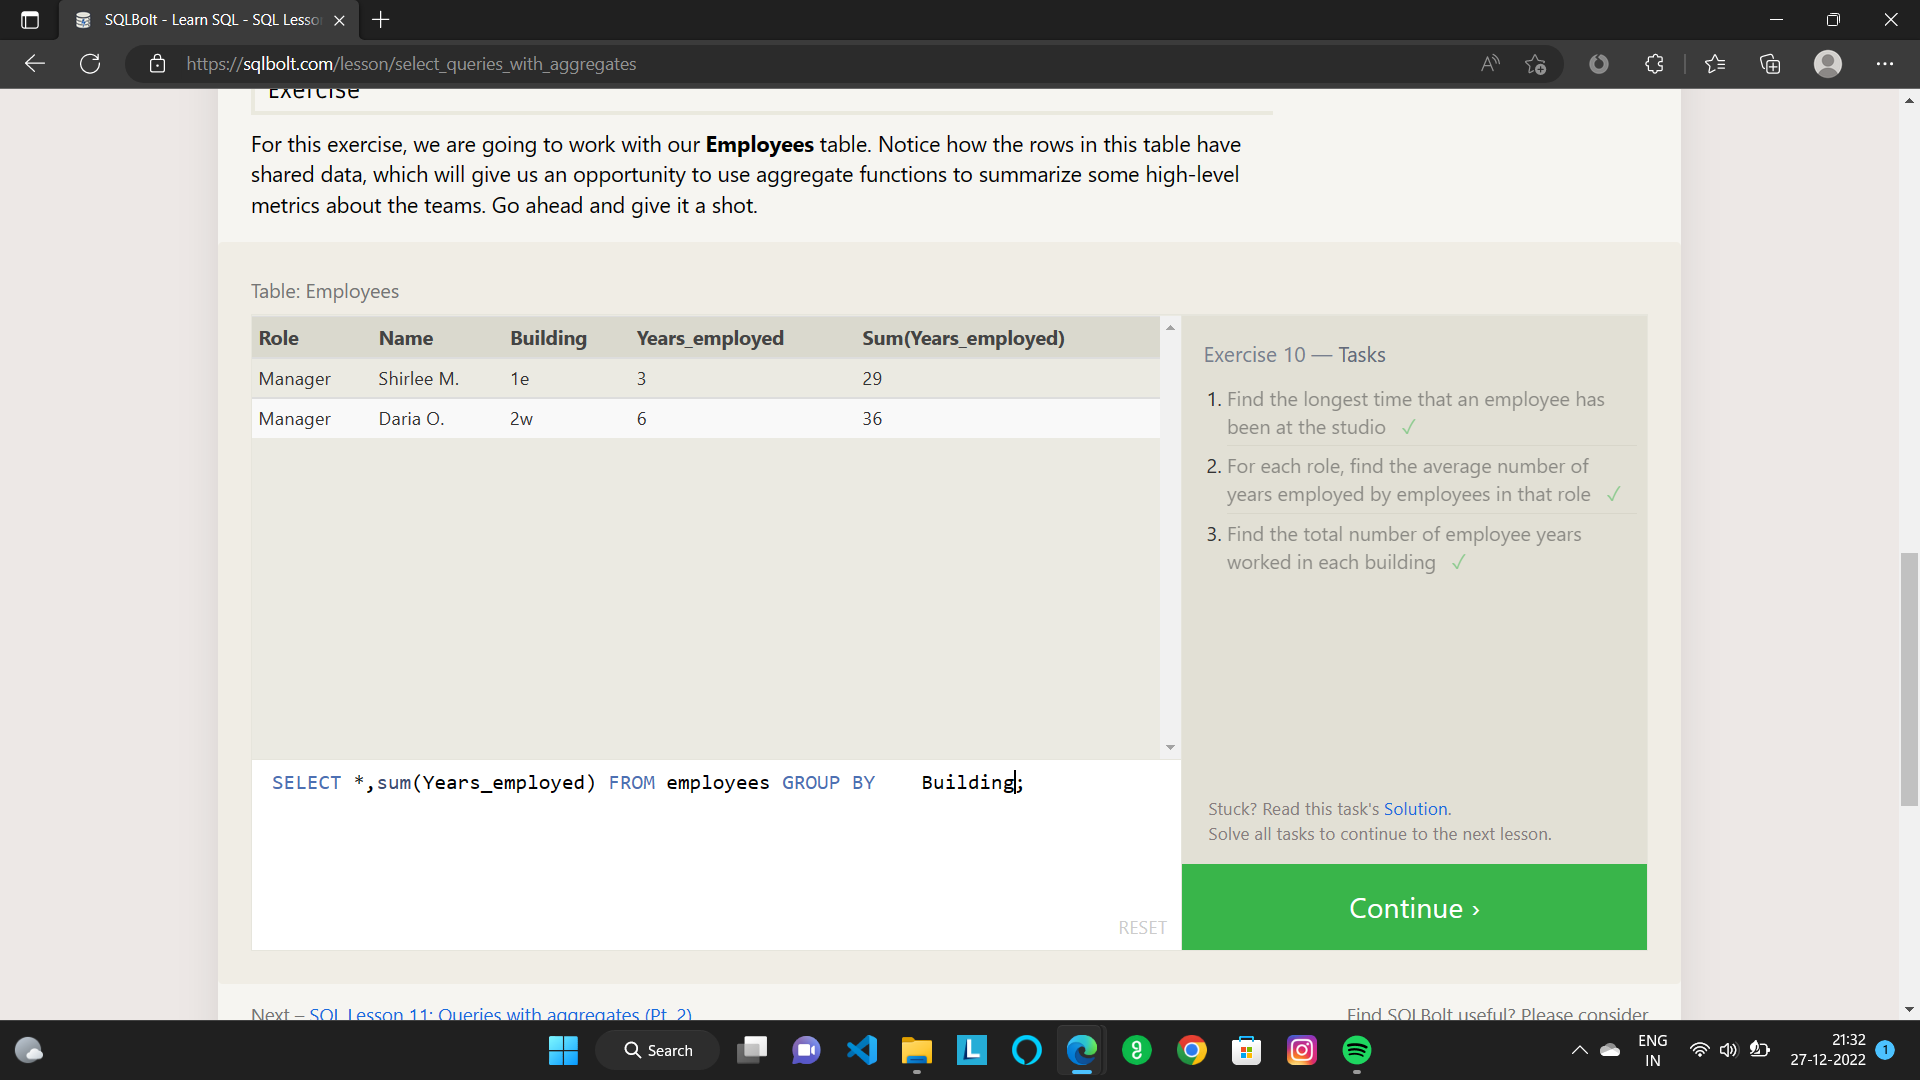 SQLBolt - Learn SQL - SQL Lesso
https://sqlbolt.com/lesson/select_queries_with_aggregates
Exercise
For this exercise, we are going to work with our Employees table. Notice how the rows in this table have
shared data, which will give us an opportunity to use aggregate functions to summarize some high-level
metrics about the teams. Go ahead and give it a shot.
Table: Employees
Role Name Building Years_employed Sum(Years_employed)
Manager Shirlee M. 1e 3 29
Manager Daria O. 2w 6 36
SELECT *,sum(Years_employed) FROM employees GROUP BY    Building;
RESET
Exercise 10 — Tasks
1. Find the longest time that an employee has
been at the studio ✓
2. For each role, find the average number of
years employed by employees in that role ✓
3. Find the total number of employee years
worked in each building ✓
Stuck? Read this task's Solution.
Solve all tasks to continue to the next lesson.
Continue ›
Next – SQL Lesson 11: Queries with aggregates (Pt. 2)
Find SQLBolt useful? Please consider
Search
ENG
IN
21:32
27-12-2022
1